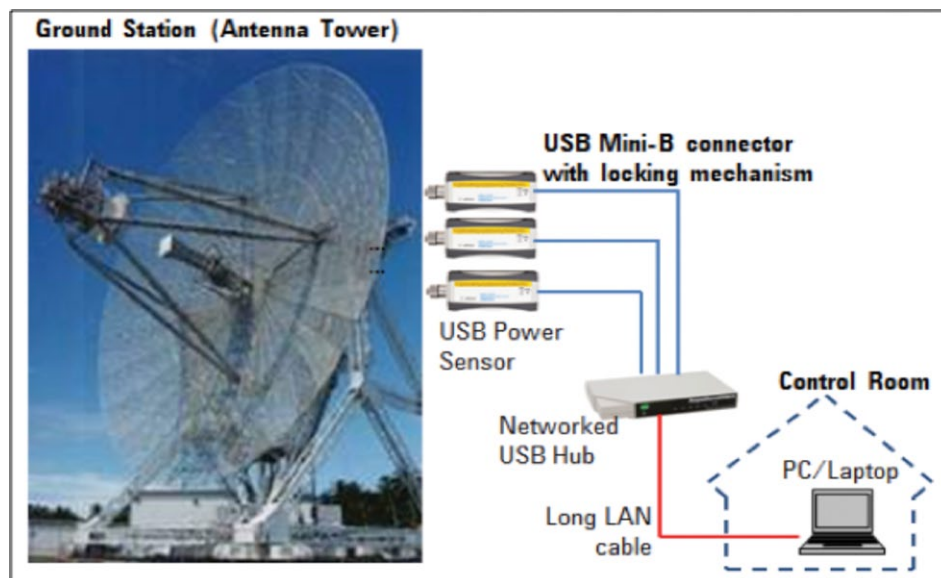 Ground Station (Antenna Tower)
USB Mini-B connector
with locking mechanism
USB Power
Sensor
Control Room
Networked
USB Hub
PC/Laptop
Long LAN
cable